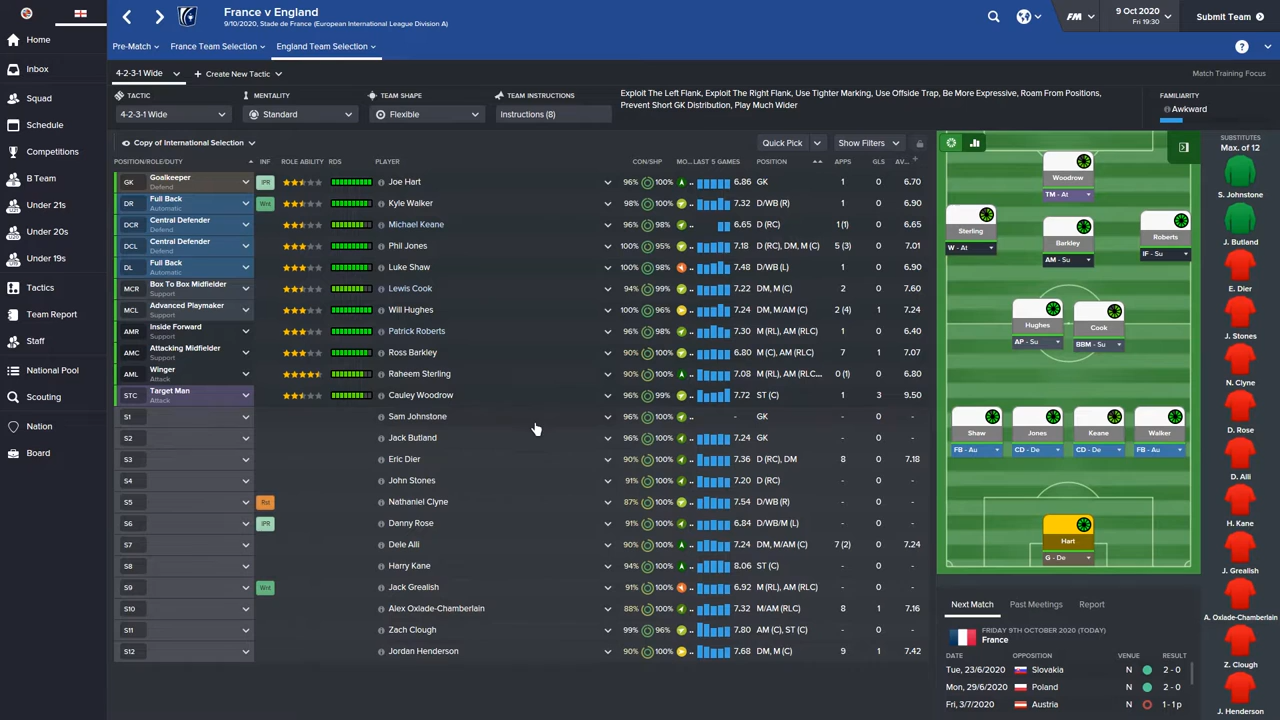 France v England
9/10/2020, Stade de France (European International League Division A)
FM
9 Oct 2020
Fri 19:30
Submit Team
Home
Inbox
Squad
Schedule
Competitions
B Team
Under 21s
Under 20s
Under 19s
Tactics
Team Report
Staff
National Pool
Scouting
Nation
Board
Pre-Match
France Team Selection
England Team Selection
4-2-3-1 Wide
Create New Tactic
Match Training Focus
TACTIC
4-2-3-1 Wide
MENTALITY
Standard
TEAM SHAPE
Flexible
TEAM INSTRUCTIONS
Instructions (8)
Exploit The Left Flank, Exploit The Right Flank, Use Tighter Marking, Use Offside Trap, Be More Expressive, Roam From Positions,
Prevent Short GK Distribution, Play Much Wider
FAMILIARITY
Awkward
Copy of International Selection
Quick Pick
Show Filters
POSITION/ROLE/DUTY INF ROLE ABILITY RDS PLAYER CON/SHP MO... LAST 5 GAMES POSITION APPS GLS AV...
GK Goalkeeper Defend IPR Joe Hart 96% 100% 6.86 GK 1 0 6.70
DR Full Back Automatic Wnt Kyle Walker 98% 100% 7.32 D/WB (R) 1 0 6.90
DCR Central Defender Defend Michael Keane 96% 98% 6.65 D (RC) 1 (1) 0 6.65
DCL Central Defender Defend Phil Jones 100% 95% 7.18 D (RC), DM, M (C) 5 (3) 0 7.01
DL Full Back Automatic Luke Shaw 100% 98% 7.48 D/WB (L) 1 0 6.90
MCR Box To Box Midfielder Support Lewis Cook 94% 99% 7.22 DM, M (C) 2 0 7.60
MCL Advanced Playmaker Support Will Hughes 96% 100% 7.24 DM, M/AM (C) 2 (4) 1 7.24
AMR Inside Forward Support Patrick Roberts 96% 98% 7.30 M (RL), AM (RLC) 1 0 6.40
AMC Attacking Midfielder Support Ross Barkley 90% 100% 6.80 M (C), AM (RLC) 7 1 7.07
AML Winger Attack Raheem Sterling 90% 100% 7.08 M (RL), AM (RLC... 0 (1) 0 6.80
STC Target Man Attack Cauley Woodrow 96% 99% 7.72 ST (C) 1 3 9.50
S1 Sam Johnstone 96% 100% - GK - 0 -
S2 Jack Butland 96% 100% 7.24 GK - 0 -
S3 Eric Dier 96% 100% 7.36 D (RC), DM 8 0 7.18
S4 John Stones 91% 100% 7.20 D (RC) - 0 -
S5 Rst Nathaniel Clyne 87% 100% 7.54 D/WB (R) - 0 -
S6 IPR Danny Rose 91% 100% 6.84 D/WB/M (L) - 0 -
S7 Dele Alli 90% 100% 7.24 DM, M/AM (C) 7 (2) 0 7.24
S8 Harry Kane 94% 100% 8.06 ST (C) - 0 -
S9 Wnt Jack Grealish 91% 100% 6.92 M (RL), AM (RLC) - 0 -
S10 Alex Oxlade-Chamberlain 88% 100% 7.32 M/AM (RLC) 8 1 7.16
S11 Zach Clough 99% 96% 7.80 AM (C), ST (C) - 0 -
S12 Jordan Henderson 90% 100% 7.68 DM, M (C) 9 1 7.42
Woodrow
TM - At
Sterling
W - At
Barkley
AM - Su
Roberts
IF - Su
Hughes
AP - Su
Cook
BBM - Su
Shaw
FB - Au
Jones
CD - De
Keane
CD - De
Walker
FB - Au
Hart
G - De
SUBSTITUTES
Max. of 12
S. Johnstone
J. Butland
E. Dier
J. Stones
N. Clyne
D. Rose
D. Alli
H. Kane
J. Grealish
A. Oxlade-Chamberlain
Z. Clough
J. Henderson
Next Match
Past Meetings
Report
FRIDAY 9TH OCTOBER 2020 (TODAY)
France
DATE OPPOSITION VENUE RESULT
Tue, 23/6/2020 Slovakia N 2 - 0
Mon, 29/6/2020 Poland N 2 - 0
Fri, 3/7/2020 Austria N 1 - 1 p